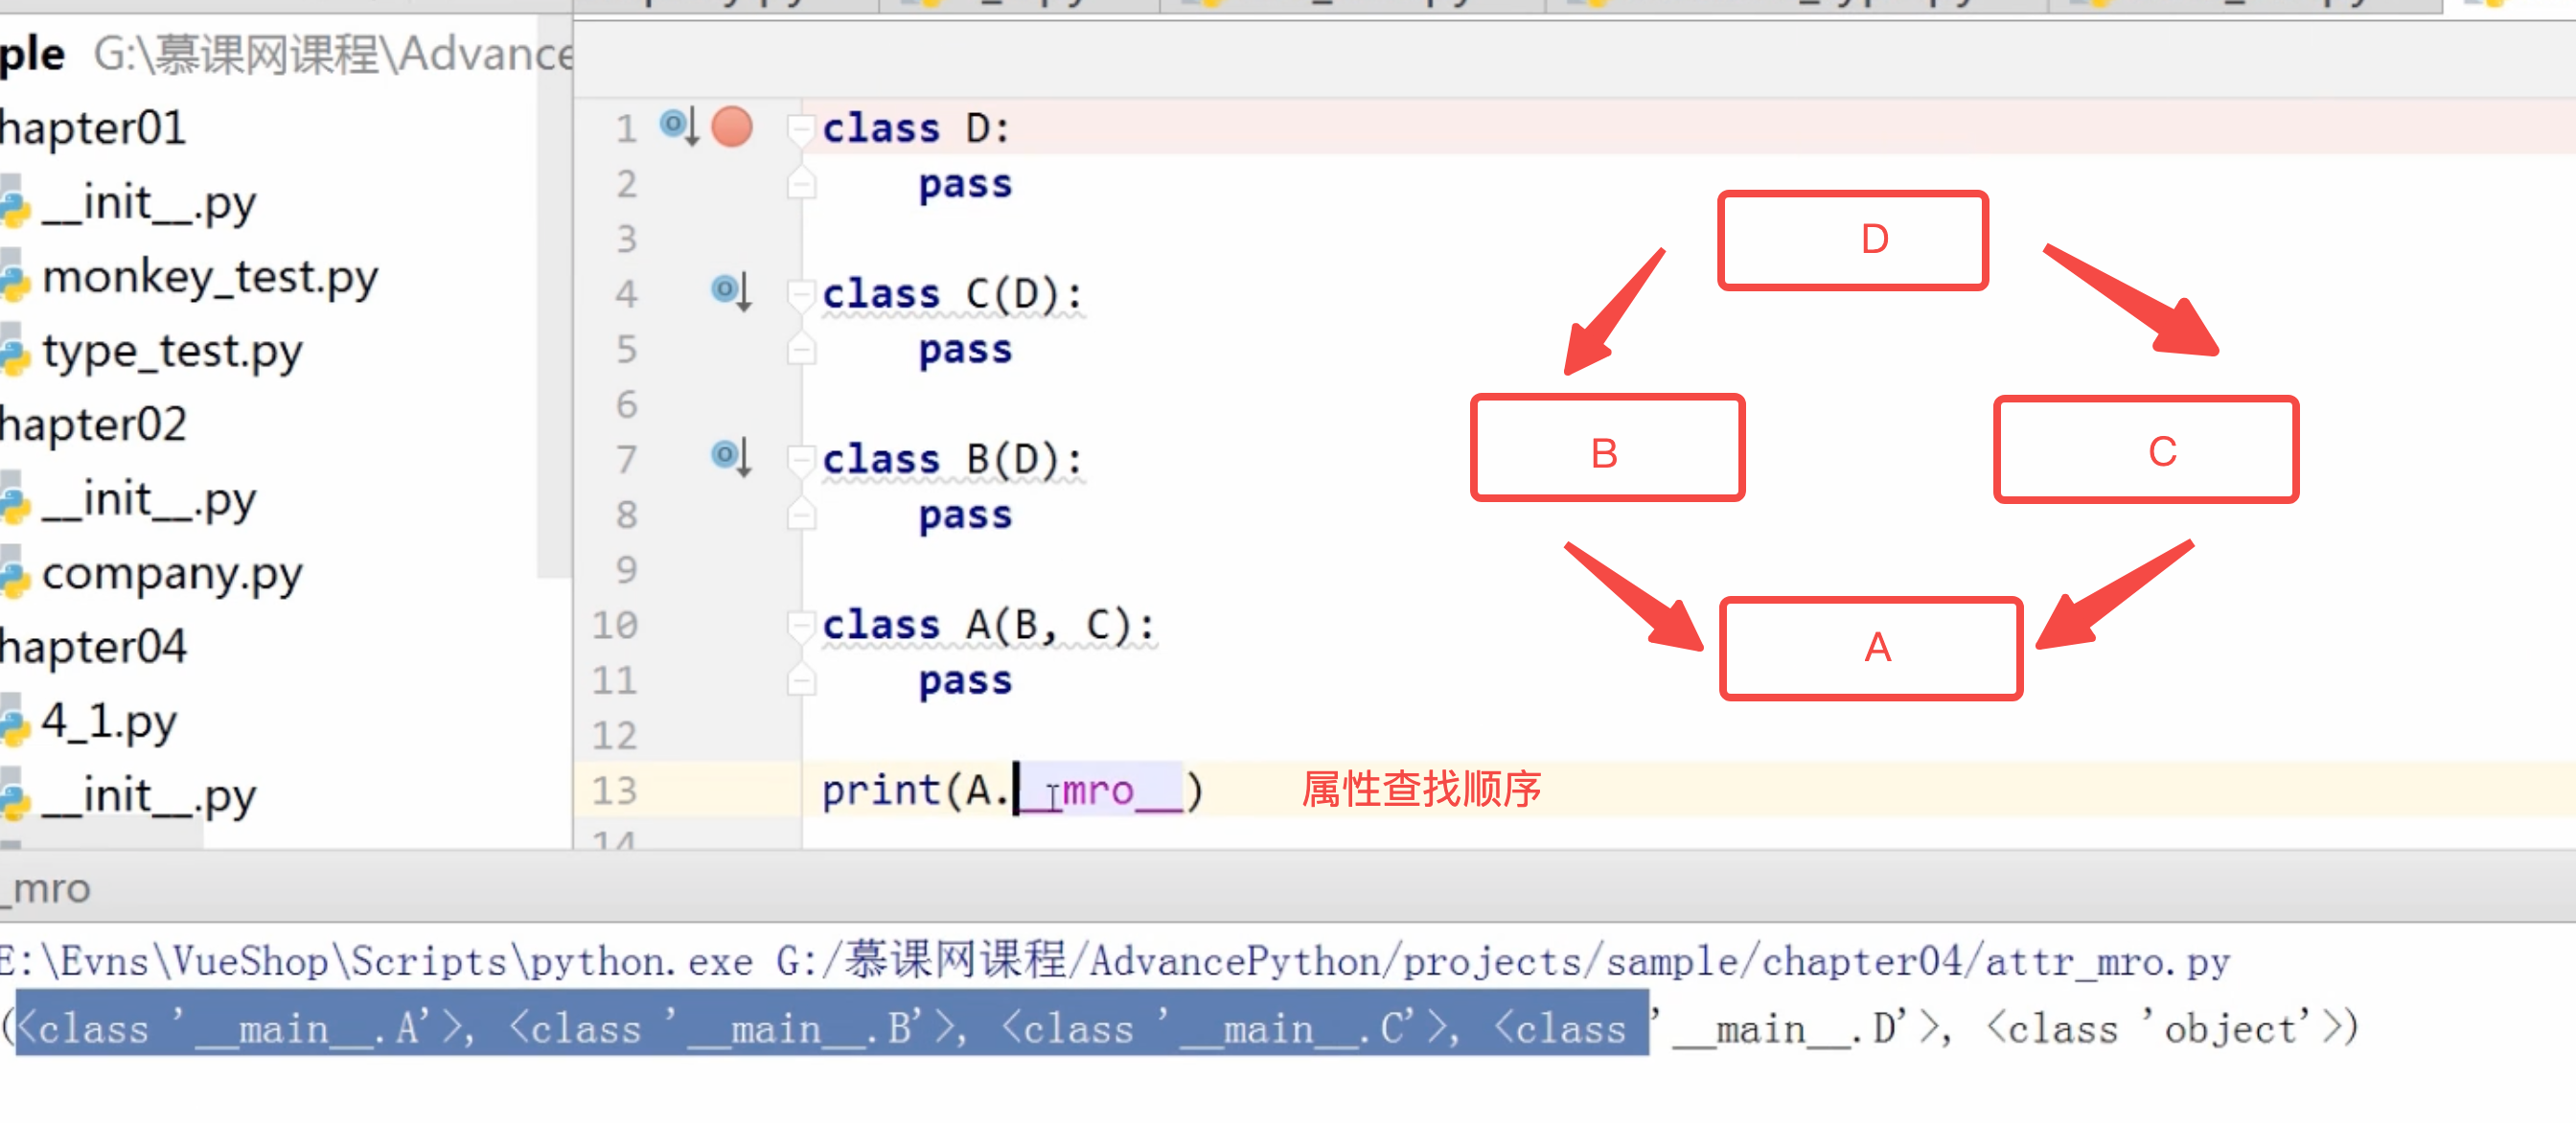 ple G:\慕课网课程\Advance
hapter01
__init__.py
monkey_test.py
type_test.py
hapter02
__init__.py
company.py
hapter04
4_1.py
__init__.py
1 class D:
2 pass
3
4 class C(D):
5 pass
6
7 class B(D):
8 pass
9
10 class A(B, C):
11 pass
12
13 print(A.__mro__) 属性查找顺序
14
D
B
C
A
_mro
E:\Evns\VueShop\Scripts\python.exe G:/慕课网课程/AdvancePython/projects/sample/chapter04/attr_mro.py
(<class '__main__.A'>, <class '__main__.B'>, <class '__main__.C'>, <class '__main__.D'>, <class 'object'>)